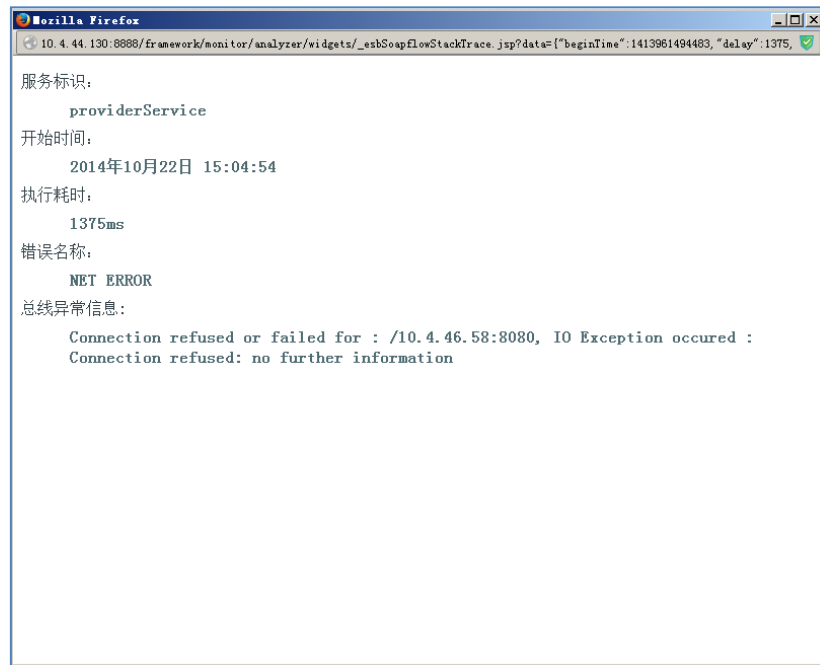 Mozilla Firefox
10.4.44.130:8888/framework/monitor/analyzer/widgets/_esbSoapflowStackTrace.jsp?data={"beginTime":1413961494483,"delay":1375,
服务标识:
providerService
开始时间:
2014年10月22日 15:04:54
执行耗时:
1375ms
错误名称:
NET ERROR
总线异常信息:
Connection refused or failed for : /10.4.46.58:8080, IO Exception occured :
Connection refused: no further information